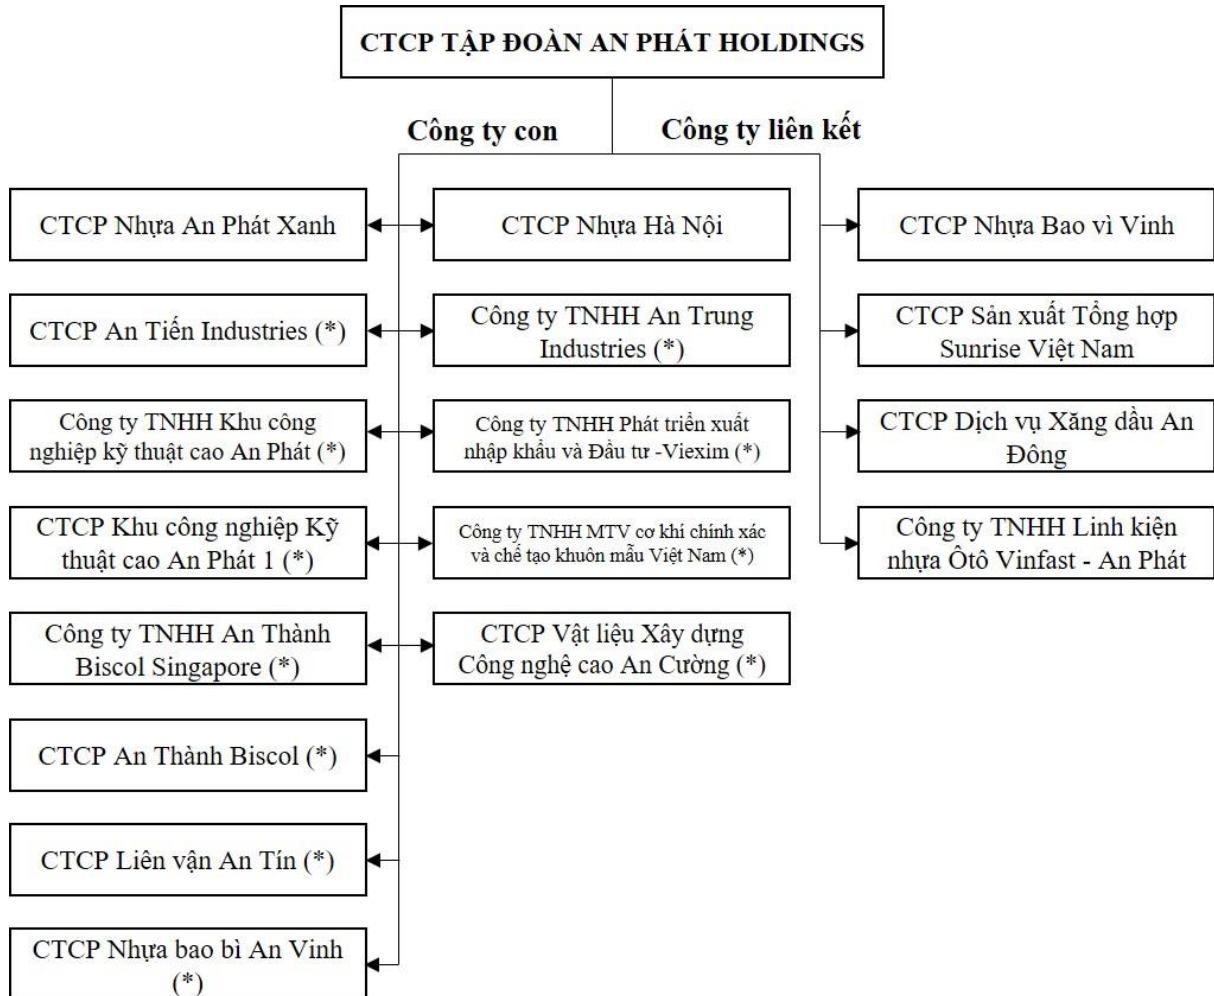 CTCP TẬP ĐOÀN AN PHÁT HOLDINGS
Công ty con
Công ty liên kết
CTCP Nhựa An Phát Xanh
CTCP Nhựa Hà Nội
CTCP Nhựa Bao vì Vinh
CTCP An Tiến Industries (*)
Công ty TNHH An Trung
Industries (*)
CTCP Sản xuất Tổng hợp
Sunrise Việt Nam
Công ty TNHH Khu công
nghiệp kỹ thuật cao An Phát (*)
Công ty TNHH Phát triển xuất
nhập khẩu và Đầu tư -Viexim (*)
CTCP Dịch vụ Xăng dầu An
Đông
CTCP Khu công nghiệp Kỹ
thuật cao An Phát 1 (*)
Công ty TNHH MTV cơ khí chính xác
và chế tạo khuôn mẫu Việt Nam (*)
Công ty TNHH Linh kiện
nhựa Ôtô Vinfast - An Phát
Công ty TNHH An Thành
Biscol Singapore (*)
CTCP Vật liệu Xây dựng
Công nghệ cao An Cường (*)
CTCP An Thành Biscol (*)
CTCP Liên vận An Tín (*)
CTCP Nhựa bao bì An Vinh
(*)